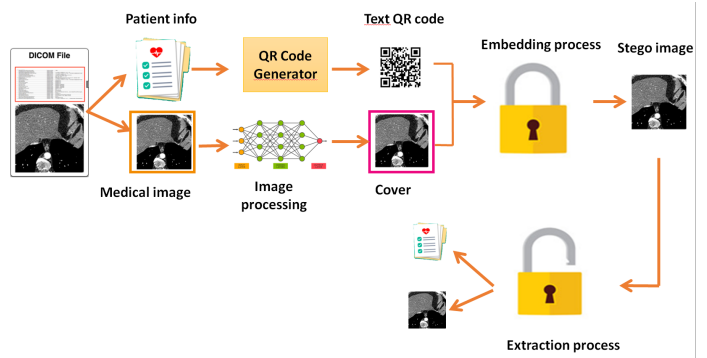 Patient info
Text QR code
DICOM File
QR Code
Generator
Embedding process
Stego image
Medical image
Image
processing
Cover
Extraction process